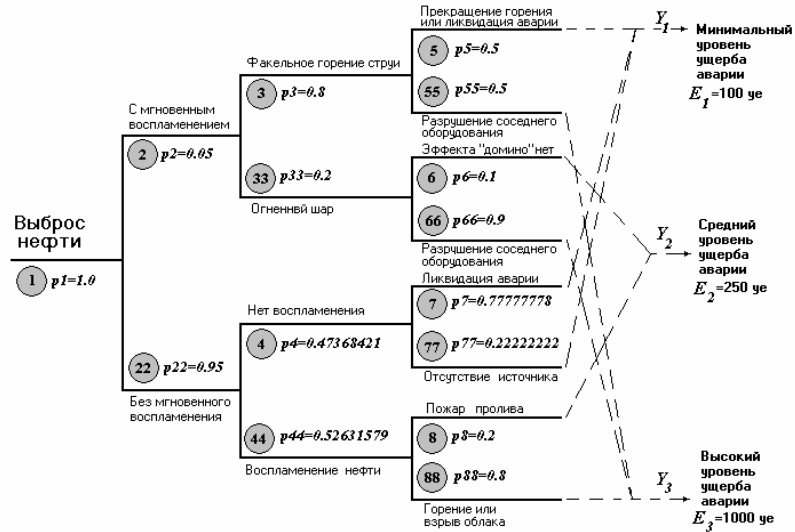 Прекращение горения
или ликвидация аварии
5
p5=0.5
55
p55=0.5
Разрушение соседнего
оборудования
Факельное горение струи
3
p3=0.8
33
p33=0.2
Огненнвй шар
Эффекта "домино"нет
6
p6=0.1
66
p66=0.9
Разрушение соседнего
оборудования
С мгновенным
воспламенением
2
p2=0.05
Выброс
нефти
1
p1=1.0
22
p22=0.95
Без мгновенного
воспламенения
Нет воспламенения
4
p4=0.47368421
44
p44=0.52631579
Воспламенение нефти
Ликвидация аварии
7
p7=0.77777778
77
p77=0.22222222
Отсутствие источника
Пожар пролива
8
p8=0.2
88
p88=0.8
Горение или
взрыв облака
Y1
Минимальный
уровень
ущерба
аварии
E1=100 уе
Y2
Средний
уровень
ущерба
аварии
E2=250 уе
Y3
Высокий
уровень
ущерба
аварии
E3=1000 уе